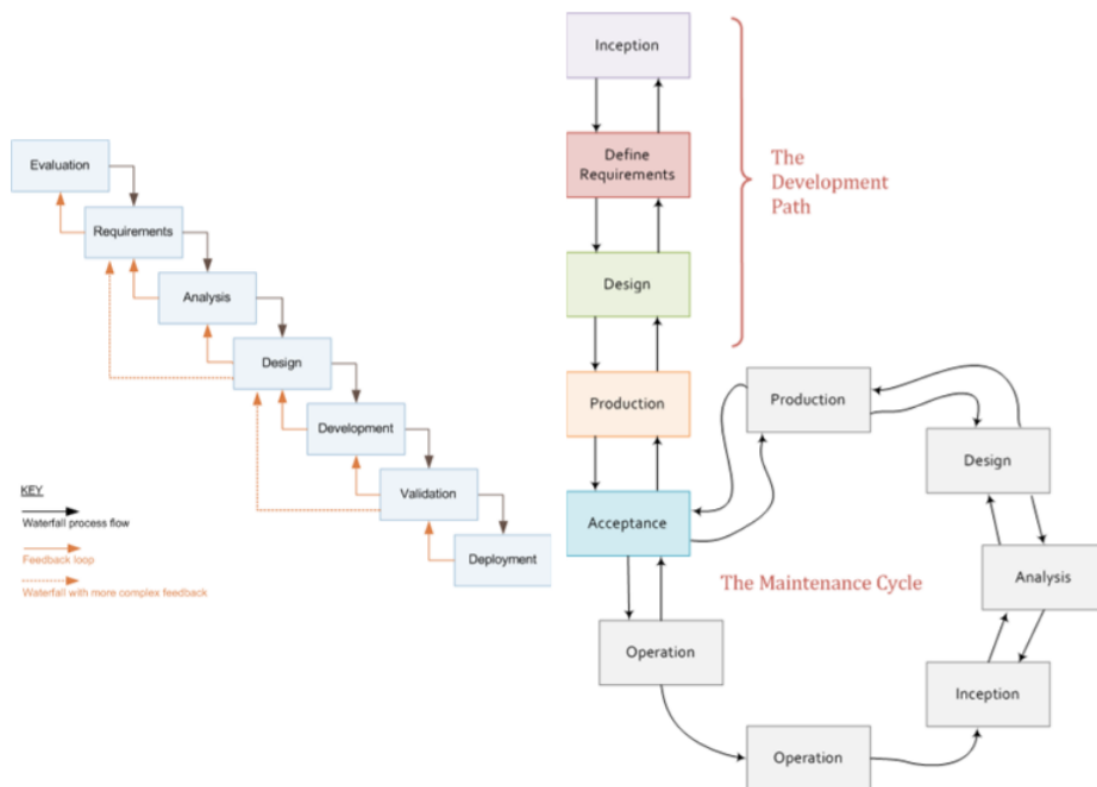 Evaluation
Requirements
Analysis
Design
Development
Validation
Deployment
KEY
Waterfall process flow
Feedback loop
Waterfall with more complex feedback
Inception
Define
Requirements
Design
Production
Acceptance
Operation
The
Development
Path
Production
Design
Analysis
Inception
Operation
The Maintenance Cycle